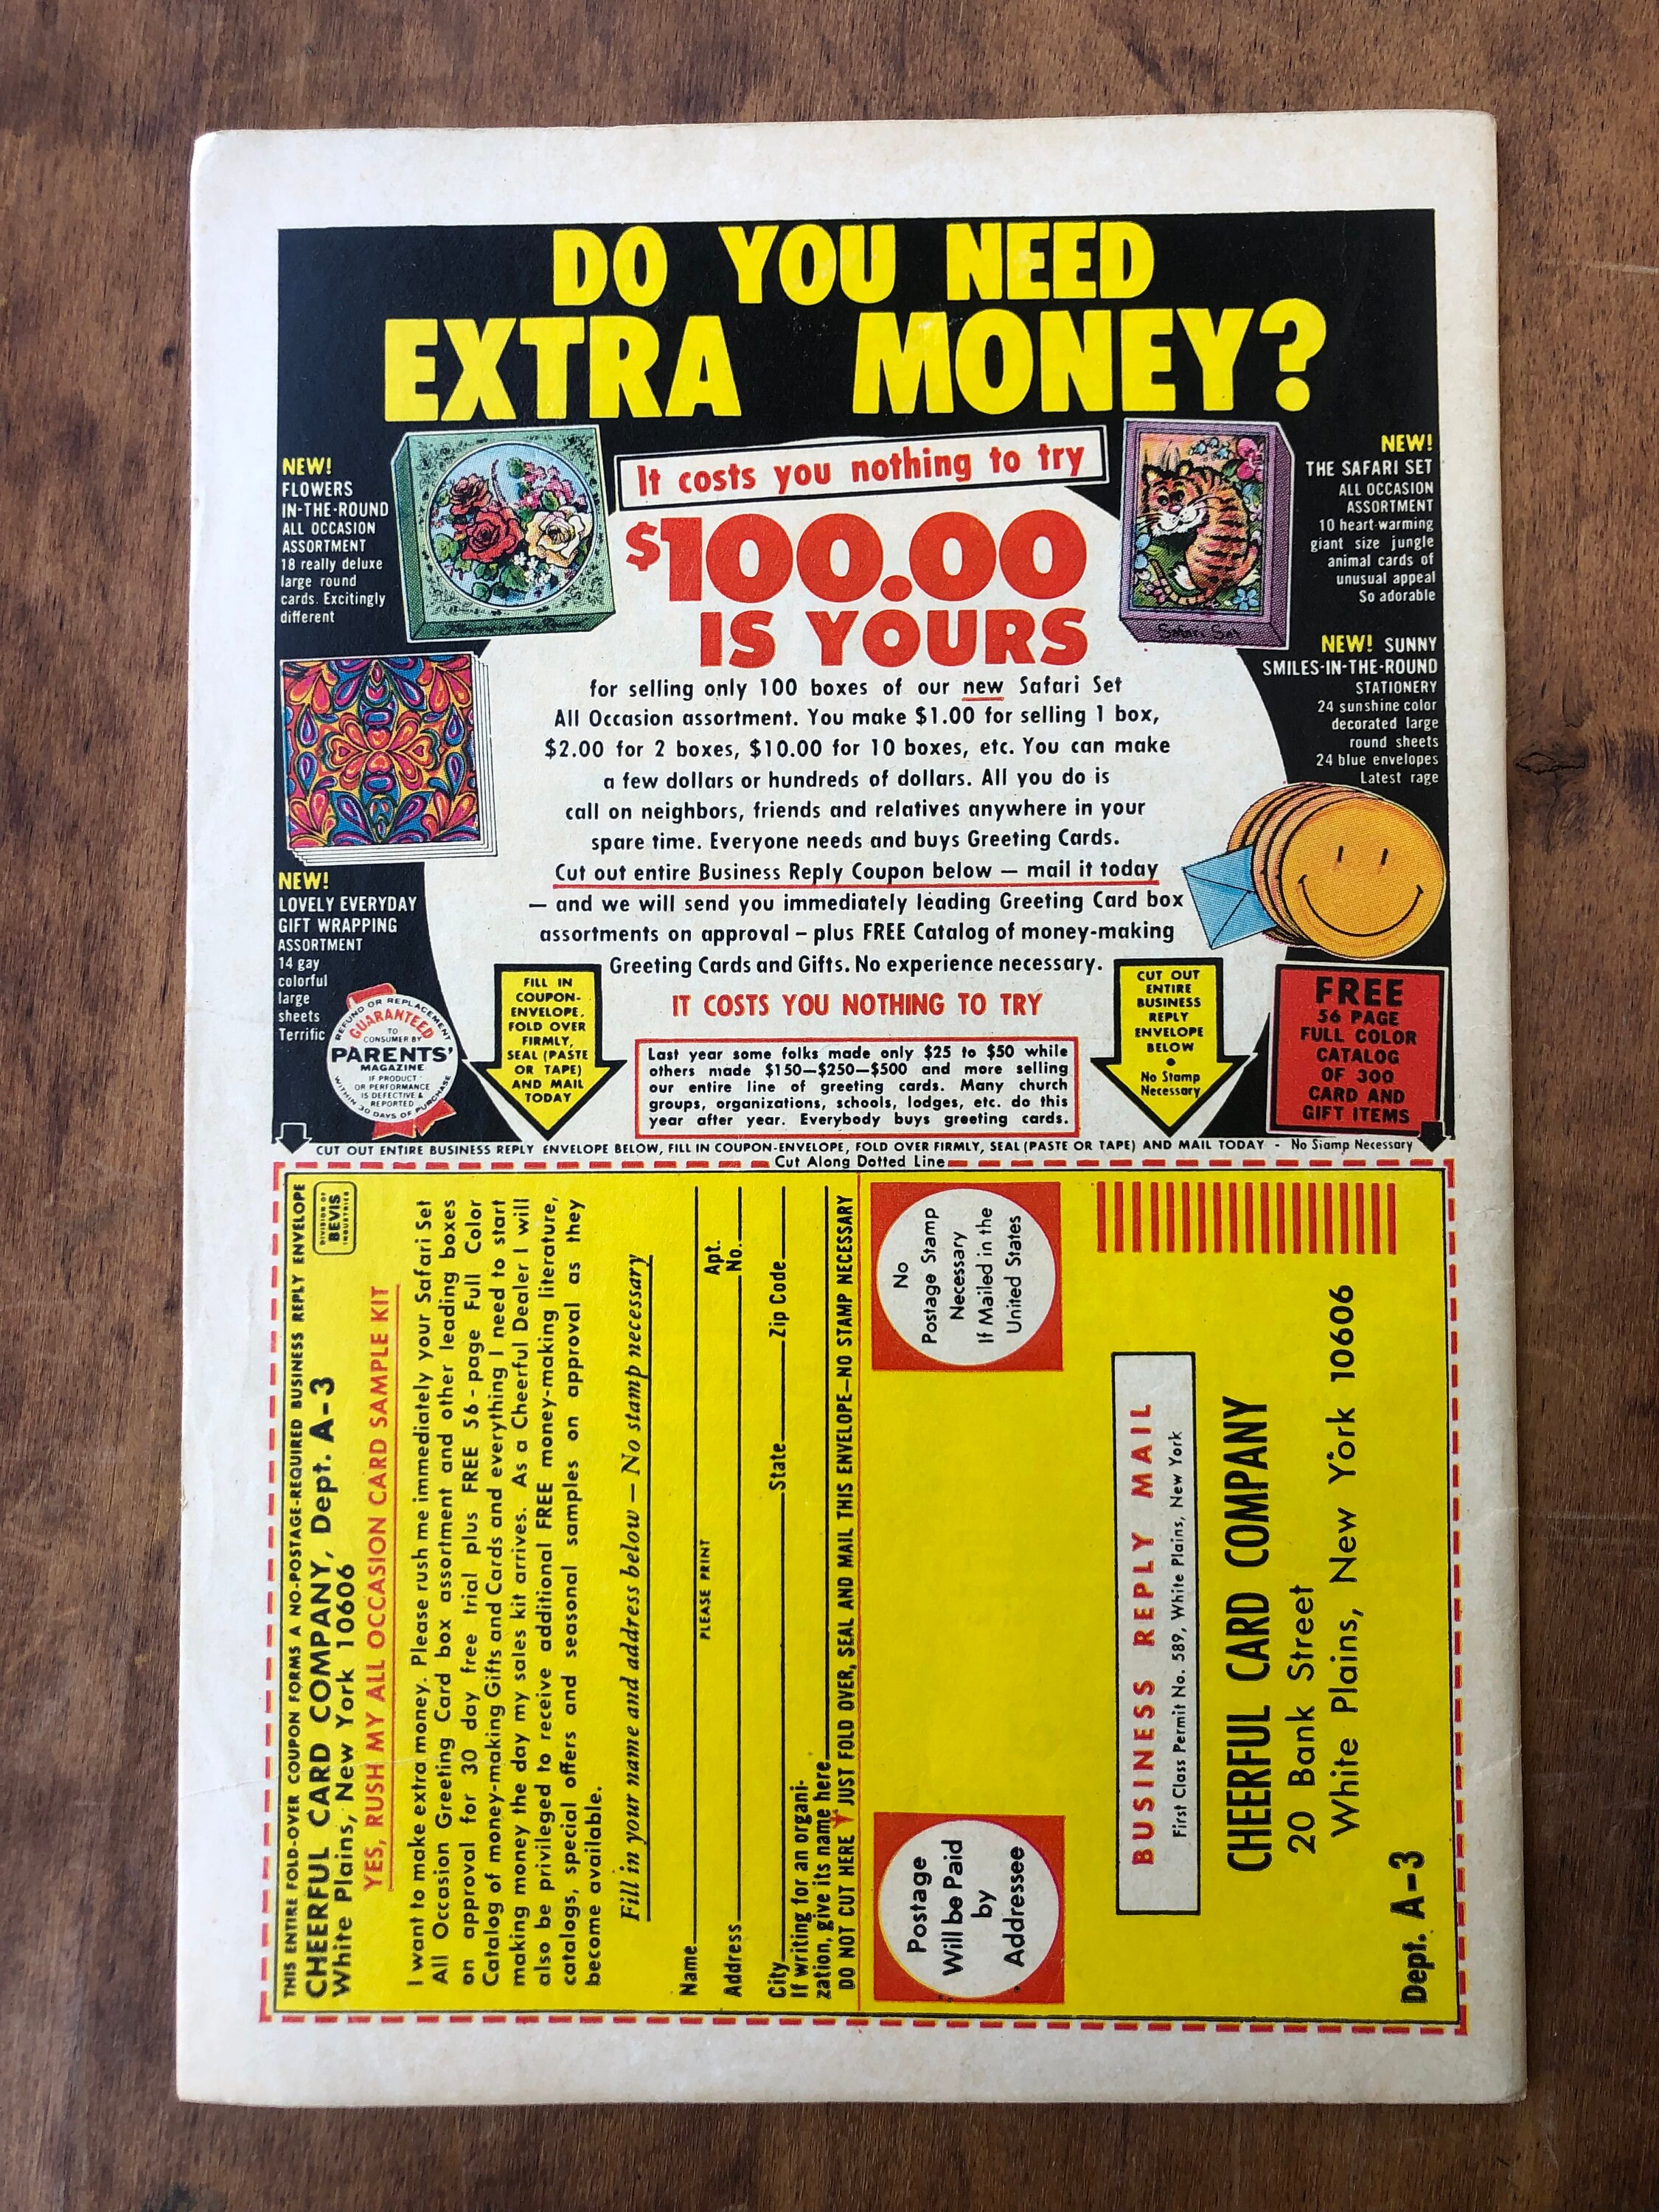 DO YOU NEED
EXTRA MONEY?
NEW!
FLOWERS
IN-THE-ROUND
ALL OCCASION
ASSORTMENT
18 really deluxe
large round
cards. Excitingly
different
It costs you nothing to try
NEW!
THE SAFARI SET
ALL OCCASION
ASSORTMENT
10 heart-warming
giant size jungle
animal cards of
unusual appeal
So adorable
Safari Set
$100.00
IS YOURS
for selling only 100 boxes of our new Safari Set
All Occasion assortment. You make $1.00 for selling 1 box,
$2.00 for 2 boxes, $10.00 for 10 boxes, etc. You can make
a few dollars or hundreds of dollars. All you do is
call on neighbors, friends and relatives anywhere in your
spare time. Everyone needs and buys Greeting Cards.
Cut out entire Business Reply Coupon below — mail it today
— and we will send you immediately leading Greeting Card box
assortments on approval – plus FREE Catalog of money-making
Greeting Cards and Gifts. No experience necessary.
IT COSTS YOU NOTHING TO TRY
NEW! SUNNY
SMILES-IN-THE-ROUND
STATIONERY
24 sunshine color
decorated large
round sheets
24 blue envelopes
Latest rage
NEW!
LOVELY EVERYDAY
GIFT WRAPPING
ASSORTMENT
14 gay
colorful
large
sheets
Terrific
REFUND OR REPLACEMENT
GUARANTEED
TO
CONSUMER BY
PARENTS'
MAGAZINE
IF PRODUCT
OR PERFORMANCE
IS DEFECTIVE &
REPORTED
WITHIN 30 DAYS OF PURCHASE
FILL IN
COUPON-
ENVELOPE,
FOLD OVER
FIRMLY,
SEAL (PASTE
OR TAPE)
AND MAIL
TODAY
Last year some folks made only $25 to $50 while
others made $150—$250—$500 and more selling
our entire line of greeting cards. Many church
groups, organizations, schools, lodges, etc. do this
year after year. Everybody buys greeting cards.
CUT OUT
ENTIRE
BUSINESS
REPLY
ENVELOPE
BELOW
•
No Stamp
Necessary
FREE
56 PAGE
FULL COLOR
CATALOG
OF 300
CARD AND
GIFT ITEMS
CUT OUT ENTIRE BUSINESS REPLY ENVELOPE BELOW, FILL IN COUPON-ENVELOPE, FOLD OVER FIRMLY, SEAL (PASTE OR TAPE) AND MAIL TODAY - No Stamp Necessary
Cut Along Dotted Line
THIS ENTIRE FOLD-OVER COUPON FORMS A NO-POSTAGE-REQUIRED BUSINESS REPLY ENVELOPE
CHEERFUL CARD COMPANY, Dept. A-3
White Plains, New York 10606
DIVISION OF
BEVIS
INDUSTRIES
YES, RUSH MY ALL OCCASION CARD SAMPLE KIT
I want to make extra money. Please rush me immediately your Safari Set
All Occasion Greeting Card box assortment and other leading boxes
on approval for 30 day free trial plus FREE 56-page Full Color
Catalog of money-making Gifts and Cards and everything I need to start
making money the day my sales kit arrives. As a Cheerful Dealer I will
also be privileged to receive additional FREE money-making literature,
catalogs, special offers and seasonal samples on approval as they
become available.
Fill in your name and address below — No stamp necessary
Name
PLEASE PRINT
Address Apt. No.
City State Zip Code
If writing for an organi-
zation, give its name here
DO NOT CUT HERE JUST FOLD OVER, SEAL AND MAIL THIS ENVELOPE—NO STAMP NECESSARY
Postage
Will be Paid
by
Addressee
No
Postage Stamp
Necessary
If Mailed in the
United States
BUSINESS REPLY MAIL
First Class Permit No. 589, White Plains, New York
CHEERFUL CARD COMPANY
20 Bank Street
White Plains, New York 10606
Dept. A-3